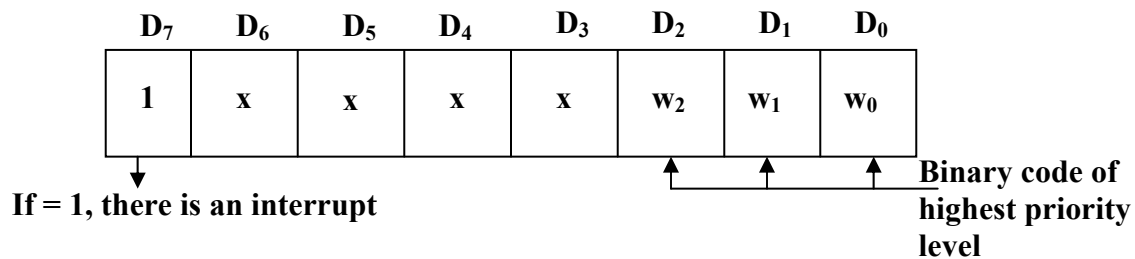 D₇ D₆ D₅ D₄ D₃ D₂ D₁ D₀
1 x x x x w₂ w₁ w₀
If = 1, there is an interrupt
Binary code of
highest priority
level